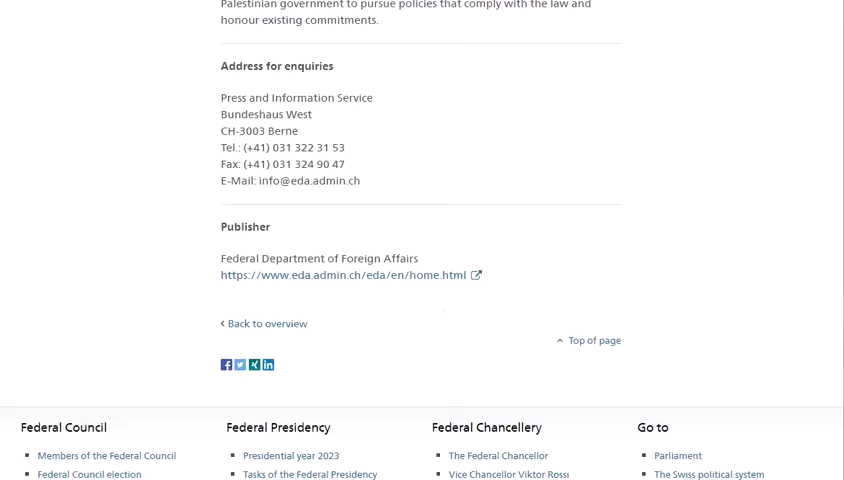 Palestinian government to pursue policies that comply with the law and
honour existing commitments.
Address for enquiries
Press and Information Service
Bundeshaus West
CH-3003 Berne
Tel.: (+41) 031 322 31 53
Fax: (+41) 031 324 90 47
E-Mail: info@eda.admin.ch
Publisher
Federal Department of Foreign Affairs
https://www.eda.admin.ch/eda/en/home.html
Back to overview
Top of page
Federal Council
Members of the Federal Council
Federal Council election
Federal Presidency
Presidential year 2023
Tasks of the Federal Presidency
Federal Chancellery
The Federal Chancellor
Vice Chancellor Viktor Rossi
Go to
Parliament
The Swiss political system